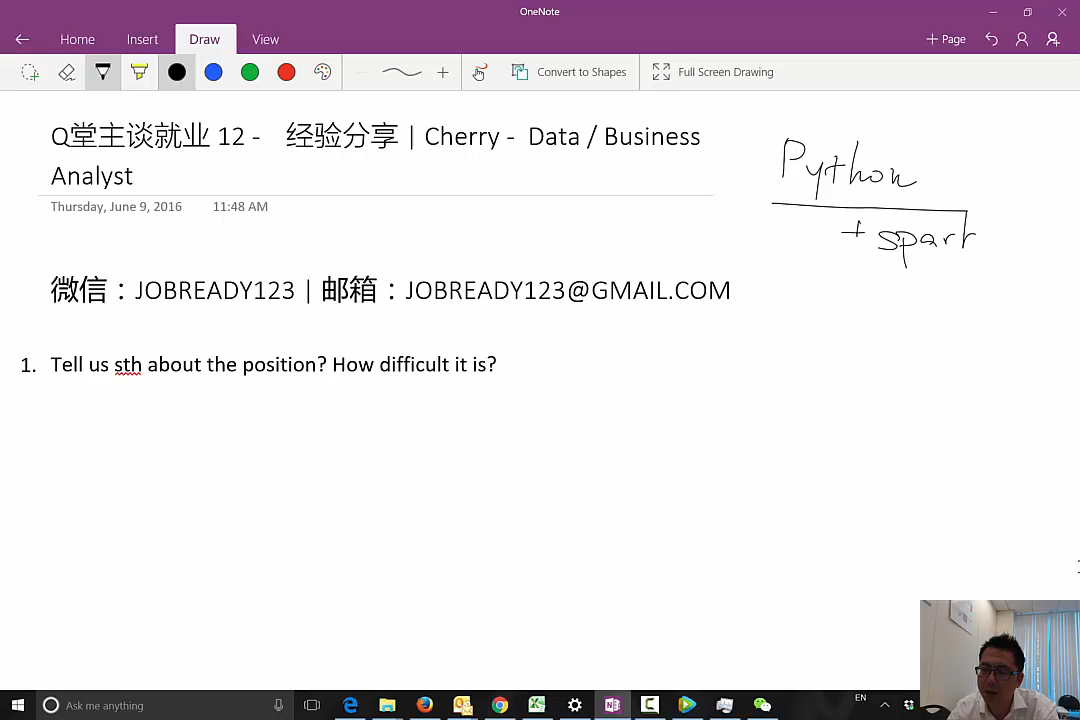 OneNote
Home Insert Draw View
Page
Convert to Shapes Full Screen Drawing
Q堂主谈就业 12 - 经验分享 | Cherry - Data / Business
Analyst
Thursday, June 9, 2016 11:48 AM
Python
+ spark
微信：JOBREADY123 | 邮箱：JOBREADY123@GMAIL.COM
1. Tell us sth about the position? How difficult it is?
Ask me anything
EN